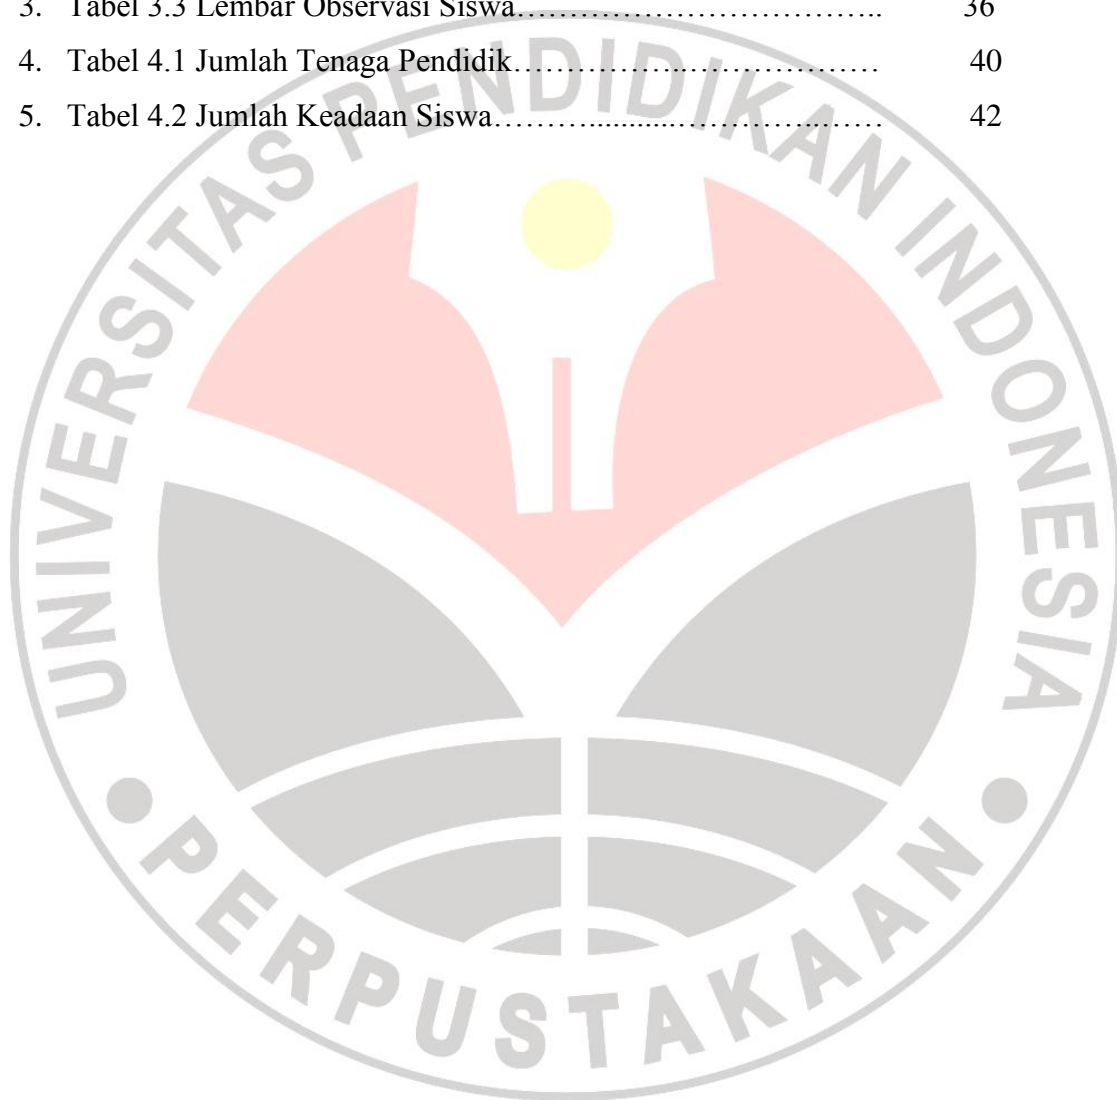 3. Tabel 3.3 Lembar Observasi Siswa…………………………….. 36
4. Tabel 4.1 Jumlah Tenaga Pendidik…………….……………… 40
5. Tabel 4.2 Jumlah Keadaan Siswa………..........…………..…… 42
UNIVERSITAS PENDIDIKAN INDONESIA
PERPUSTAKAAN